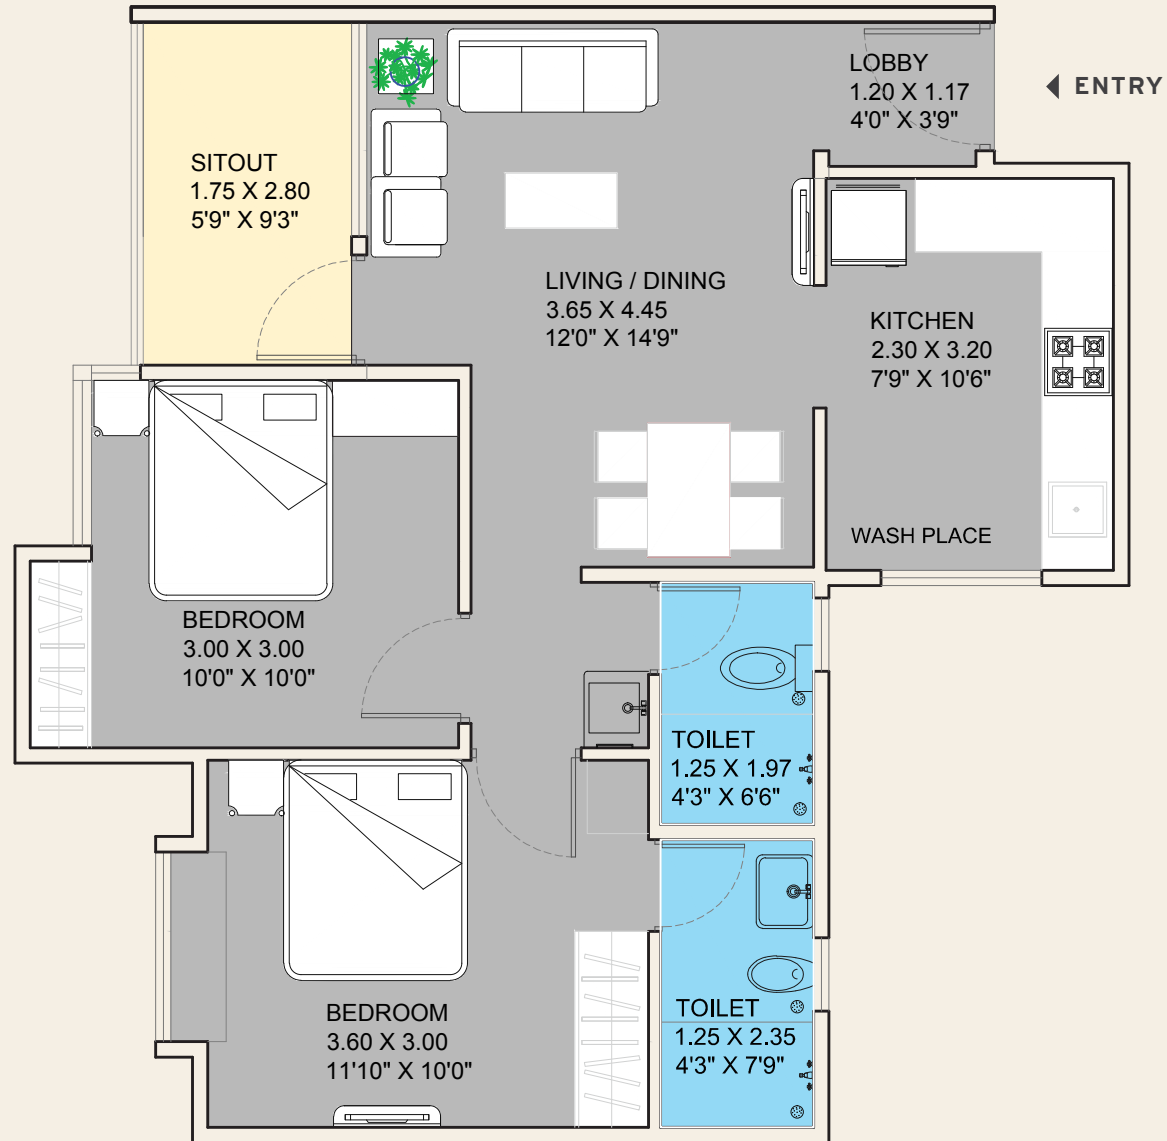 LOBBY
1.20 X 1.17
4'0" X 3'9"
ENTRY
SITOUT
1.75 X 2.80
5'9" X 9'3"
LIVING / DINING
3.65 X 4.45
12'0" X 14'9"
KITCHEN
2.30 X 3.20
7'9" X 10'6"
WASH PLACE
BEDROOM
3.00 X 3.00
10'0" X 10'0"
TOILET
1.25 X 1.97
4'3" X 6'6"
BEDROOM
3.60 X 3.00
11'10" X 10'0"
TOILET
1.25 X 2.35
4'3" X 7'9"